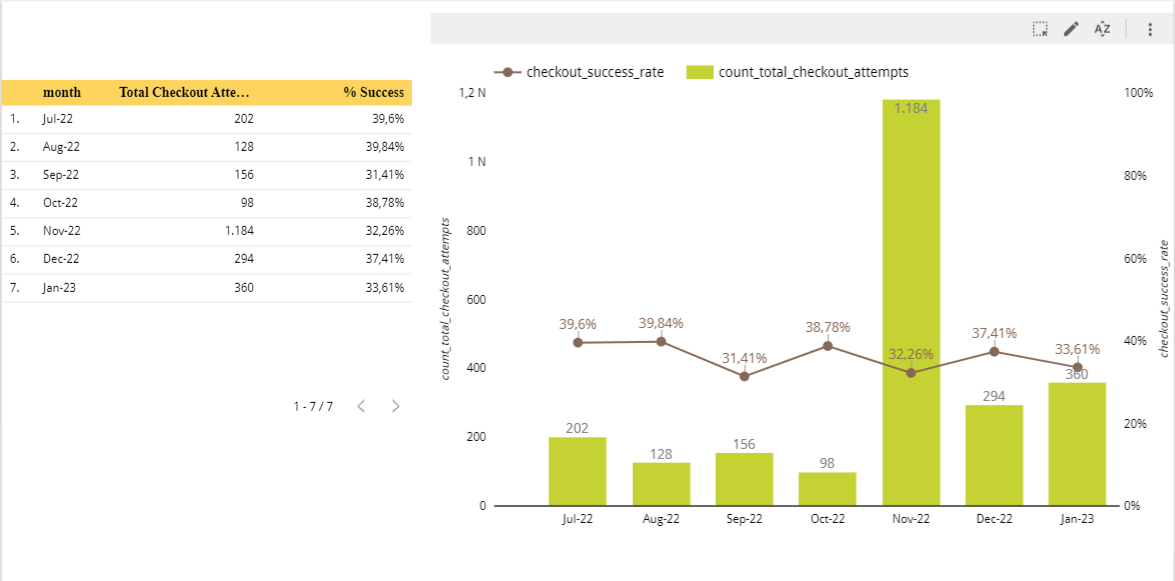 month Total Checkout Atte... % Success
1. Jul-22 202 39,6%
2. Aug-22 128 39,84%
3. Sep-22 156 31,41%
4. Oct-22 98 38,78%
5. Nov-22 1.184 32,26%
6. Dec-22 294 37,41%
7. Jan-23 360 33,61%
1 - 7 / 7
AZ
checkout_success_rate count_total_checkout_attempts
1,2 N
1 N
800
600
400
200
0
count_total_checkout_attempts
100%
80%
60%
40%
20%
0%
checkout_success_rate
1.184
39,6% 39,84% 31,41% 38,78% 32,26% 37,41% 33,61%
202 128 156 98 294 360
Jul-22 Aug-22 Sep-22 Oct-22 Nov-22 Dec-22 Jan-23